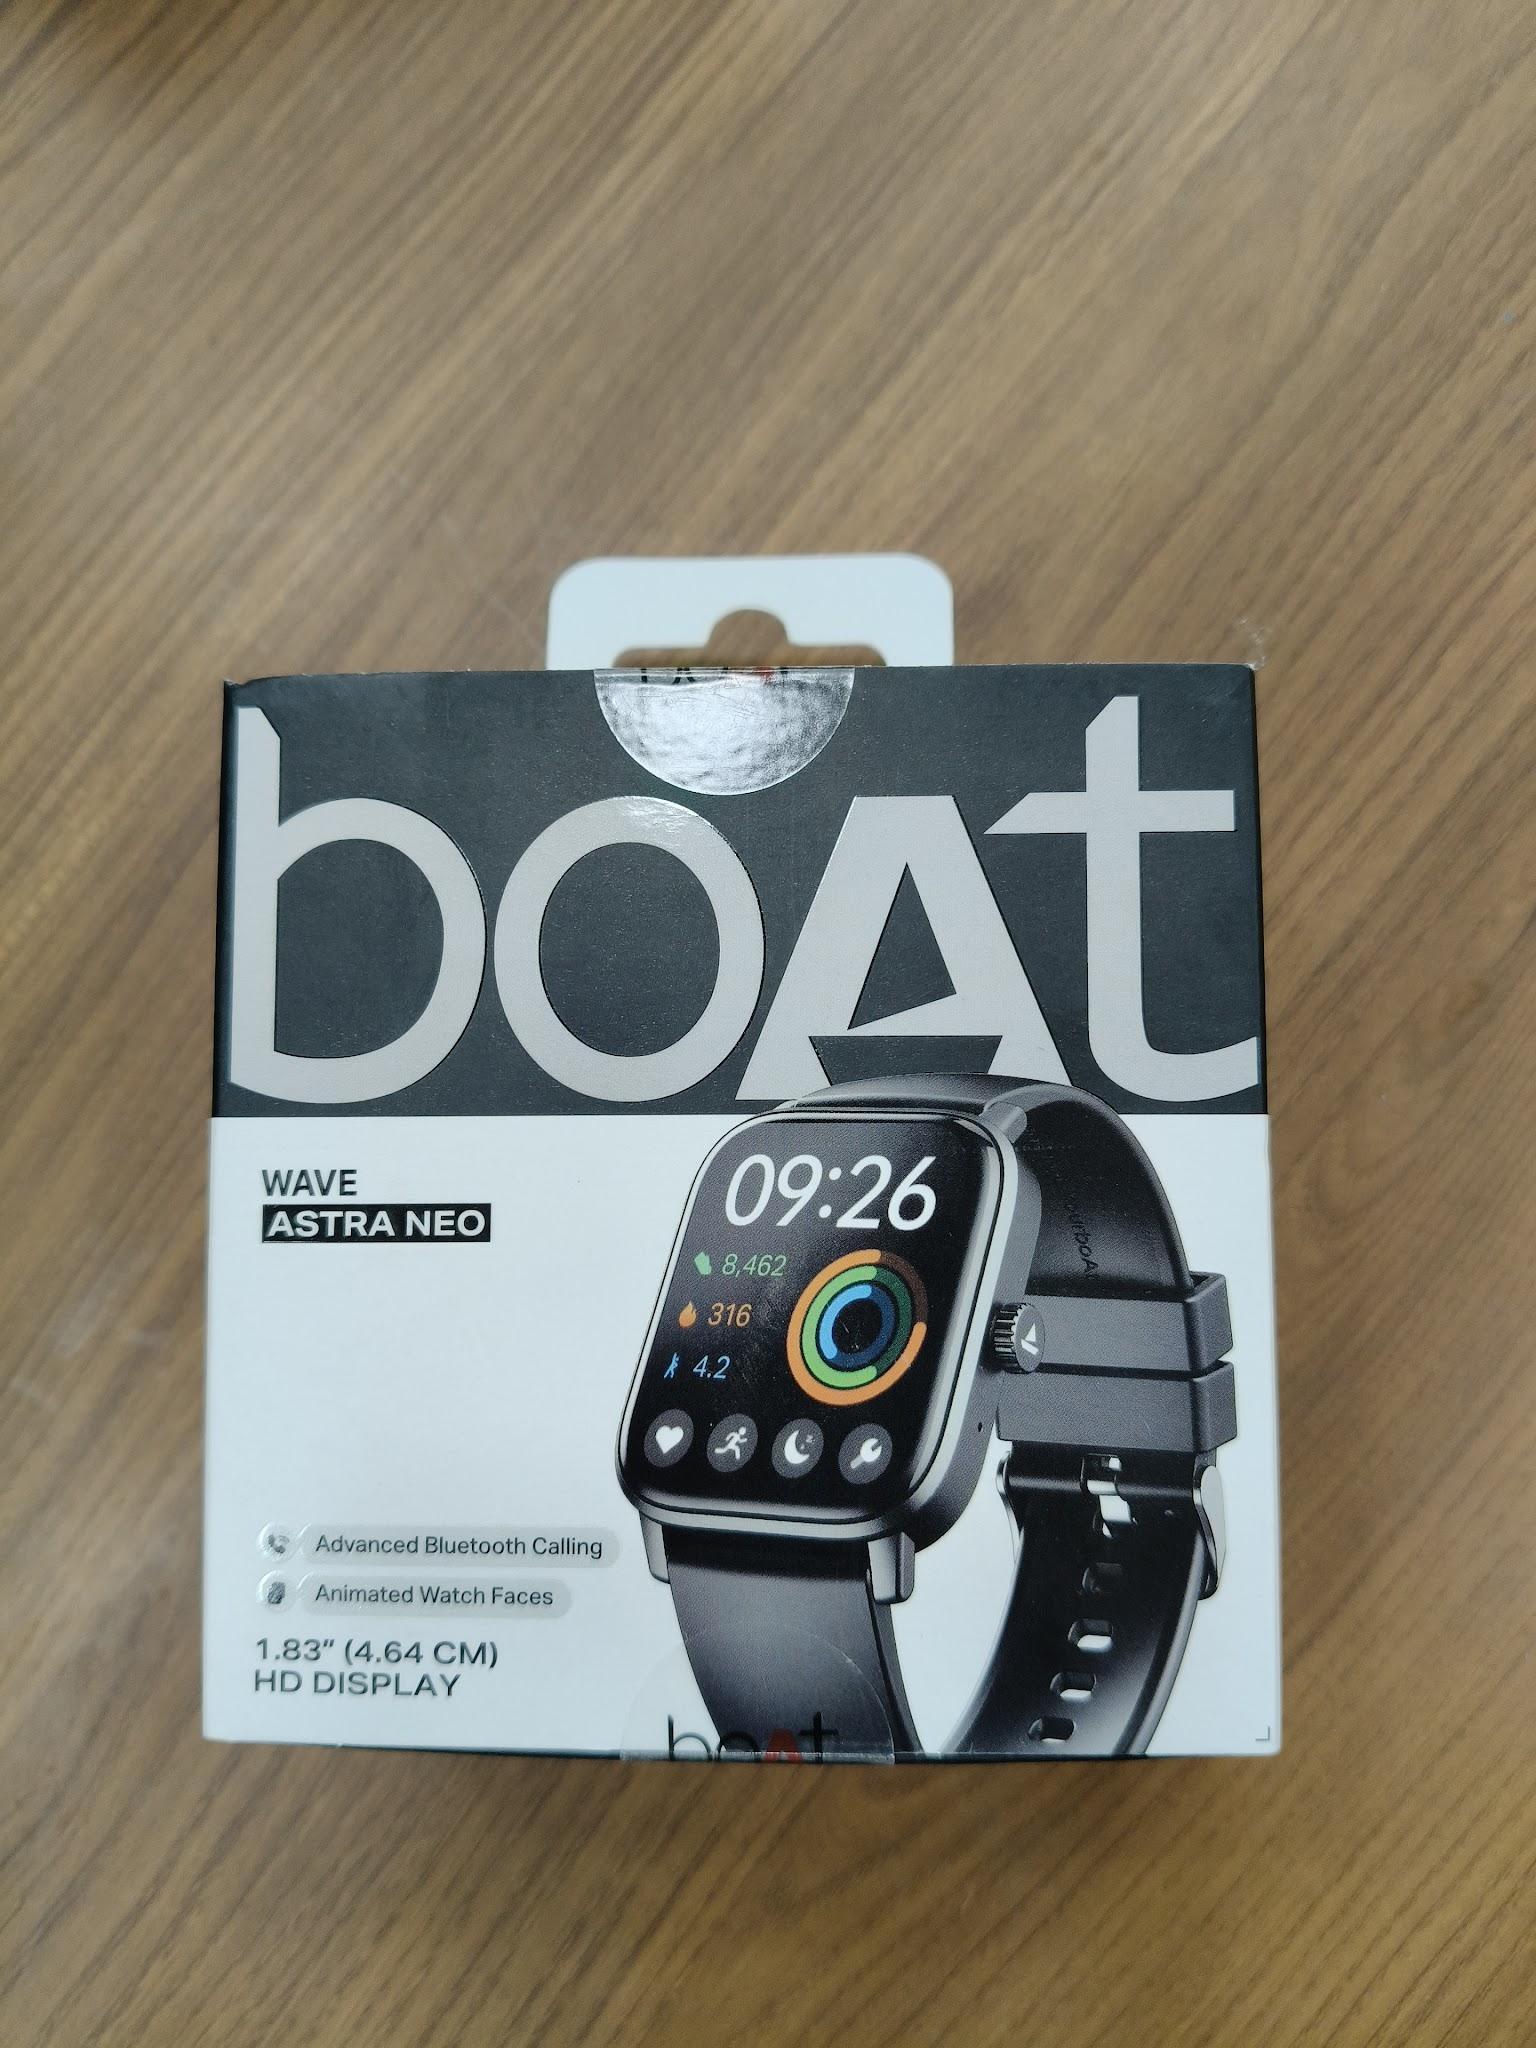 boAt
WAVE
ASTRA NEO
09:26
8,462
316
4.2
Advanced Bluetooth Calling
Animated Watch Faces
1.83” (4.64 CM)
HD DISPLAY
boAt